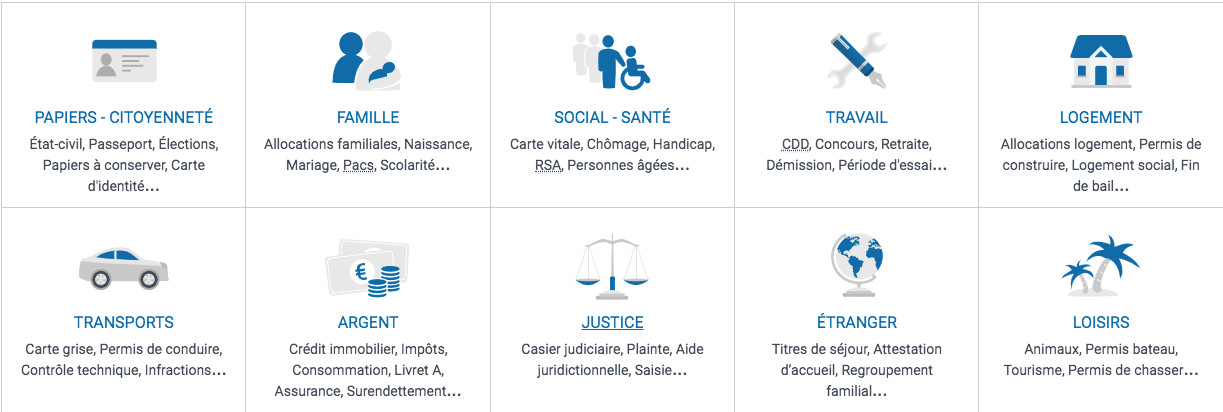 PAPIERS - CITOYENNETÉ
État-civil, Passeport, Élections,
Papiers à conserver, Carte
d'identité...
FAMILLE
Allocations familiales, Naissance,
Mariage, Pacs, Scolarité...
SOCIAL - SANTÉ
Carte vitale, Chômage, Handicap,
RSA, Personnes âgées...
TRAVAIL
CDD, Concours, Retraite,
Démission, Période d'essai...
LOGEMENT
Allocations logement, Permis de
construire, Logement social, Fin
de bail...
TRANSPORTS
Carte grise, Permis de conduire,
Contrôle technique, Infractions...
€
ARGENT
Crédit immobilier, Impôts,
Consommation, Livret A,
Assurance, Surendettement...
JUSTICE
Casier judiciaire, Plainte, Aide
juridictionnelle, Saisie...
ÉTRANGER
Titres de séjour, Attestation
d’accueil, Regroupement
familial...
LOISIRS
Animaux, Permis bateau,
Tourisme, Permis de chasser...